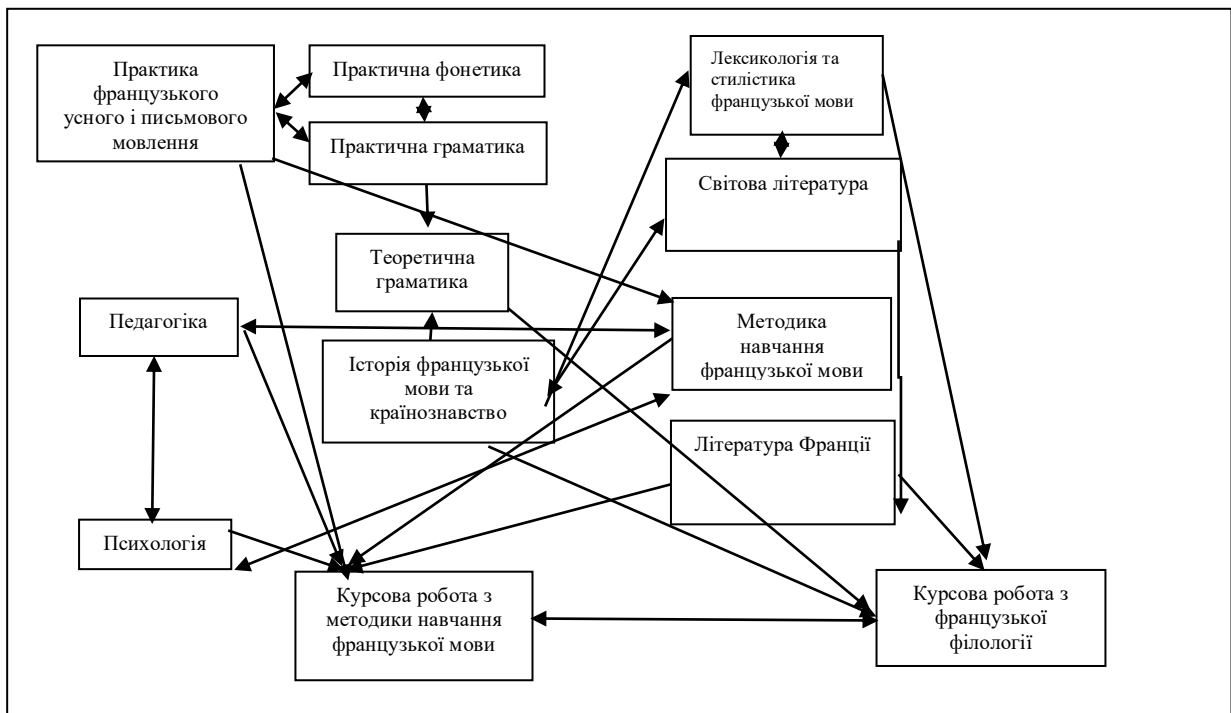 Практика
французького
усного і письмового
мовлення
Практична фонетика
Практична граматика
Лексикологія та
стилістика
французької мови
Світова література
Теоретична
граматика
Педагогіка
Методика
навчання
французької мови
Історія французької
мови та
країнознавство
Література Франції
Психологія
Курсова робота з
методики навчання
французької мови
Курсова робота з
французької
філології